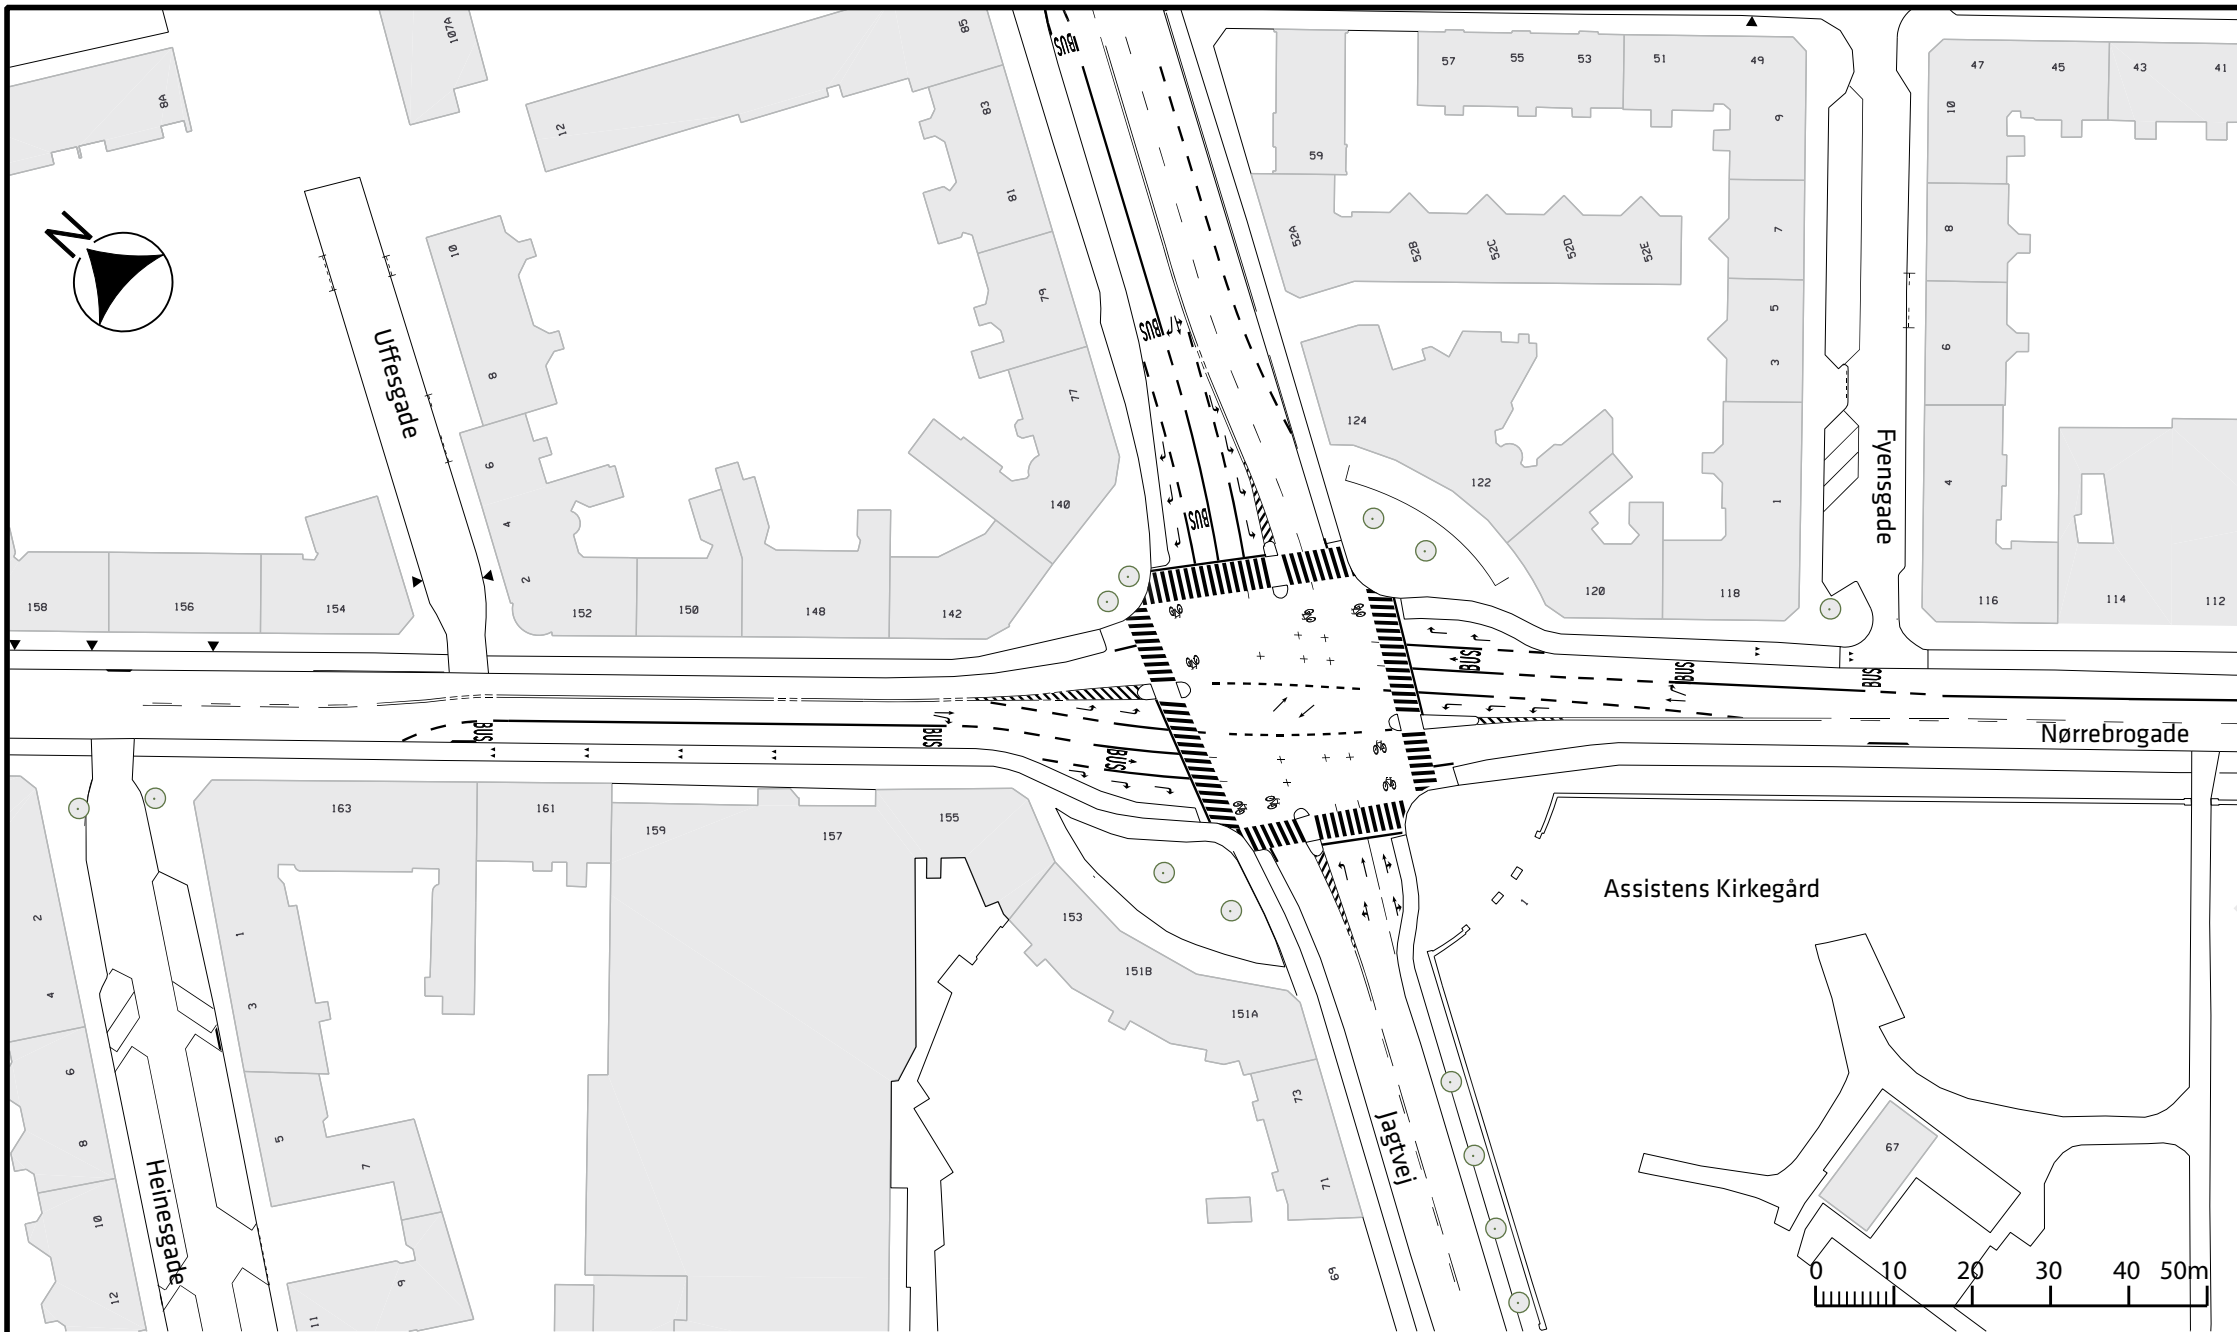 107A
85
8A
12
83
81
79
77
140
BUS
BUS
BUS
N
Uffesgade
10
8
6
4
2
158
156
154
152
150
148
142
57
55
53
51
49
9
7
5
3
1
59
52A
52B
52C
52D
52E
124
122
120
118
Fyensgade
47
45
43
41
10
8
6
4
116
114
112
BUS
BUS
BUS
Nørrebrogade
BUS
BUS
BUS
163
161
159
157
155
153
151B
151A
73
71
69
2
4
6
8
10
12
1
3
5
7
9
11
Heinesgade
Jagtvej
Assistens Kirkegård
1
67
0 10 20 30 40 50m